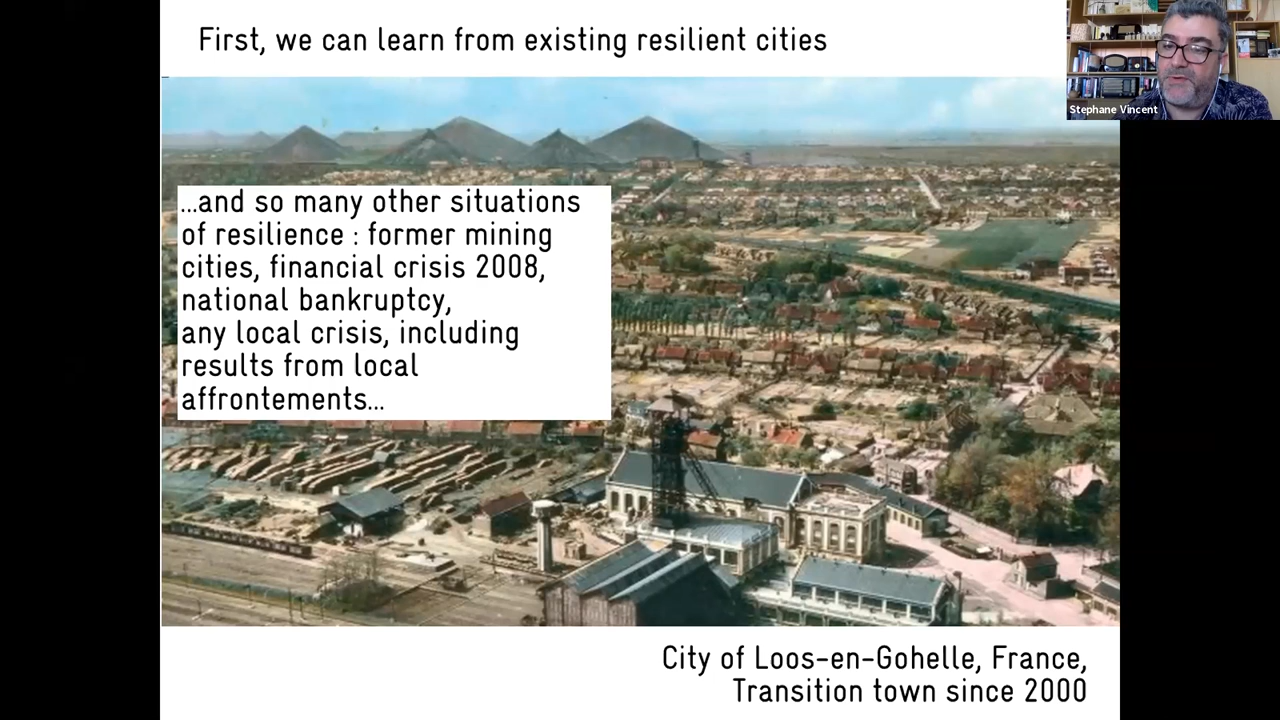 First, we can learn from existing resilient cities
Stephane Vincent
...and so many other situations
of resilience : former mining
cities, financial crisis 2008,
national bankruptcy,
any local crisis, including
results from local
affrontements...
City of Loos-en-Gohelle, France,
Transition town since 2000